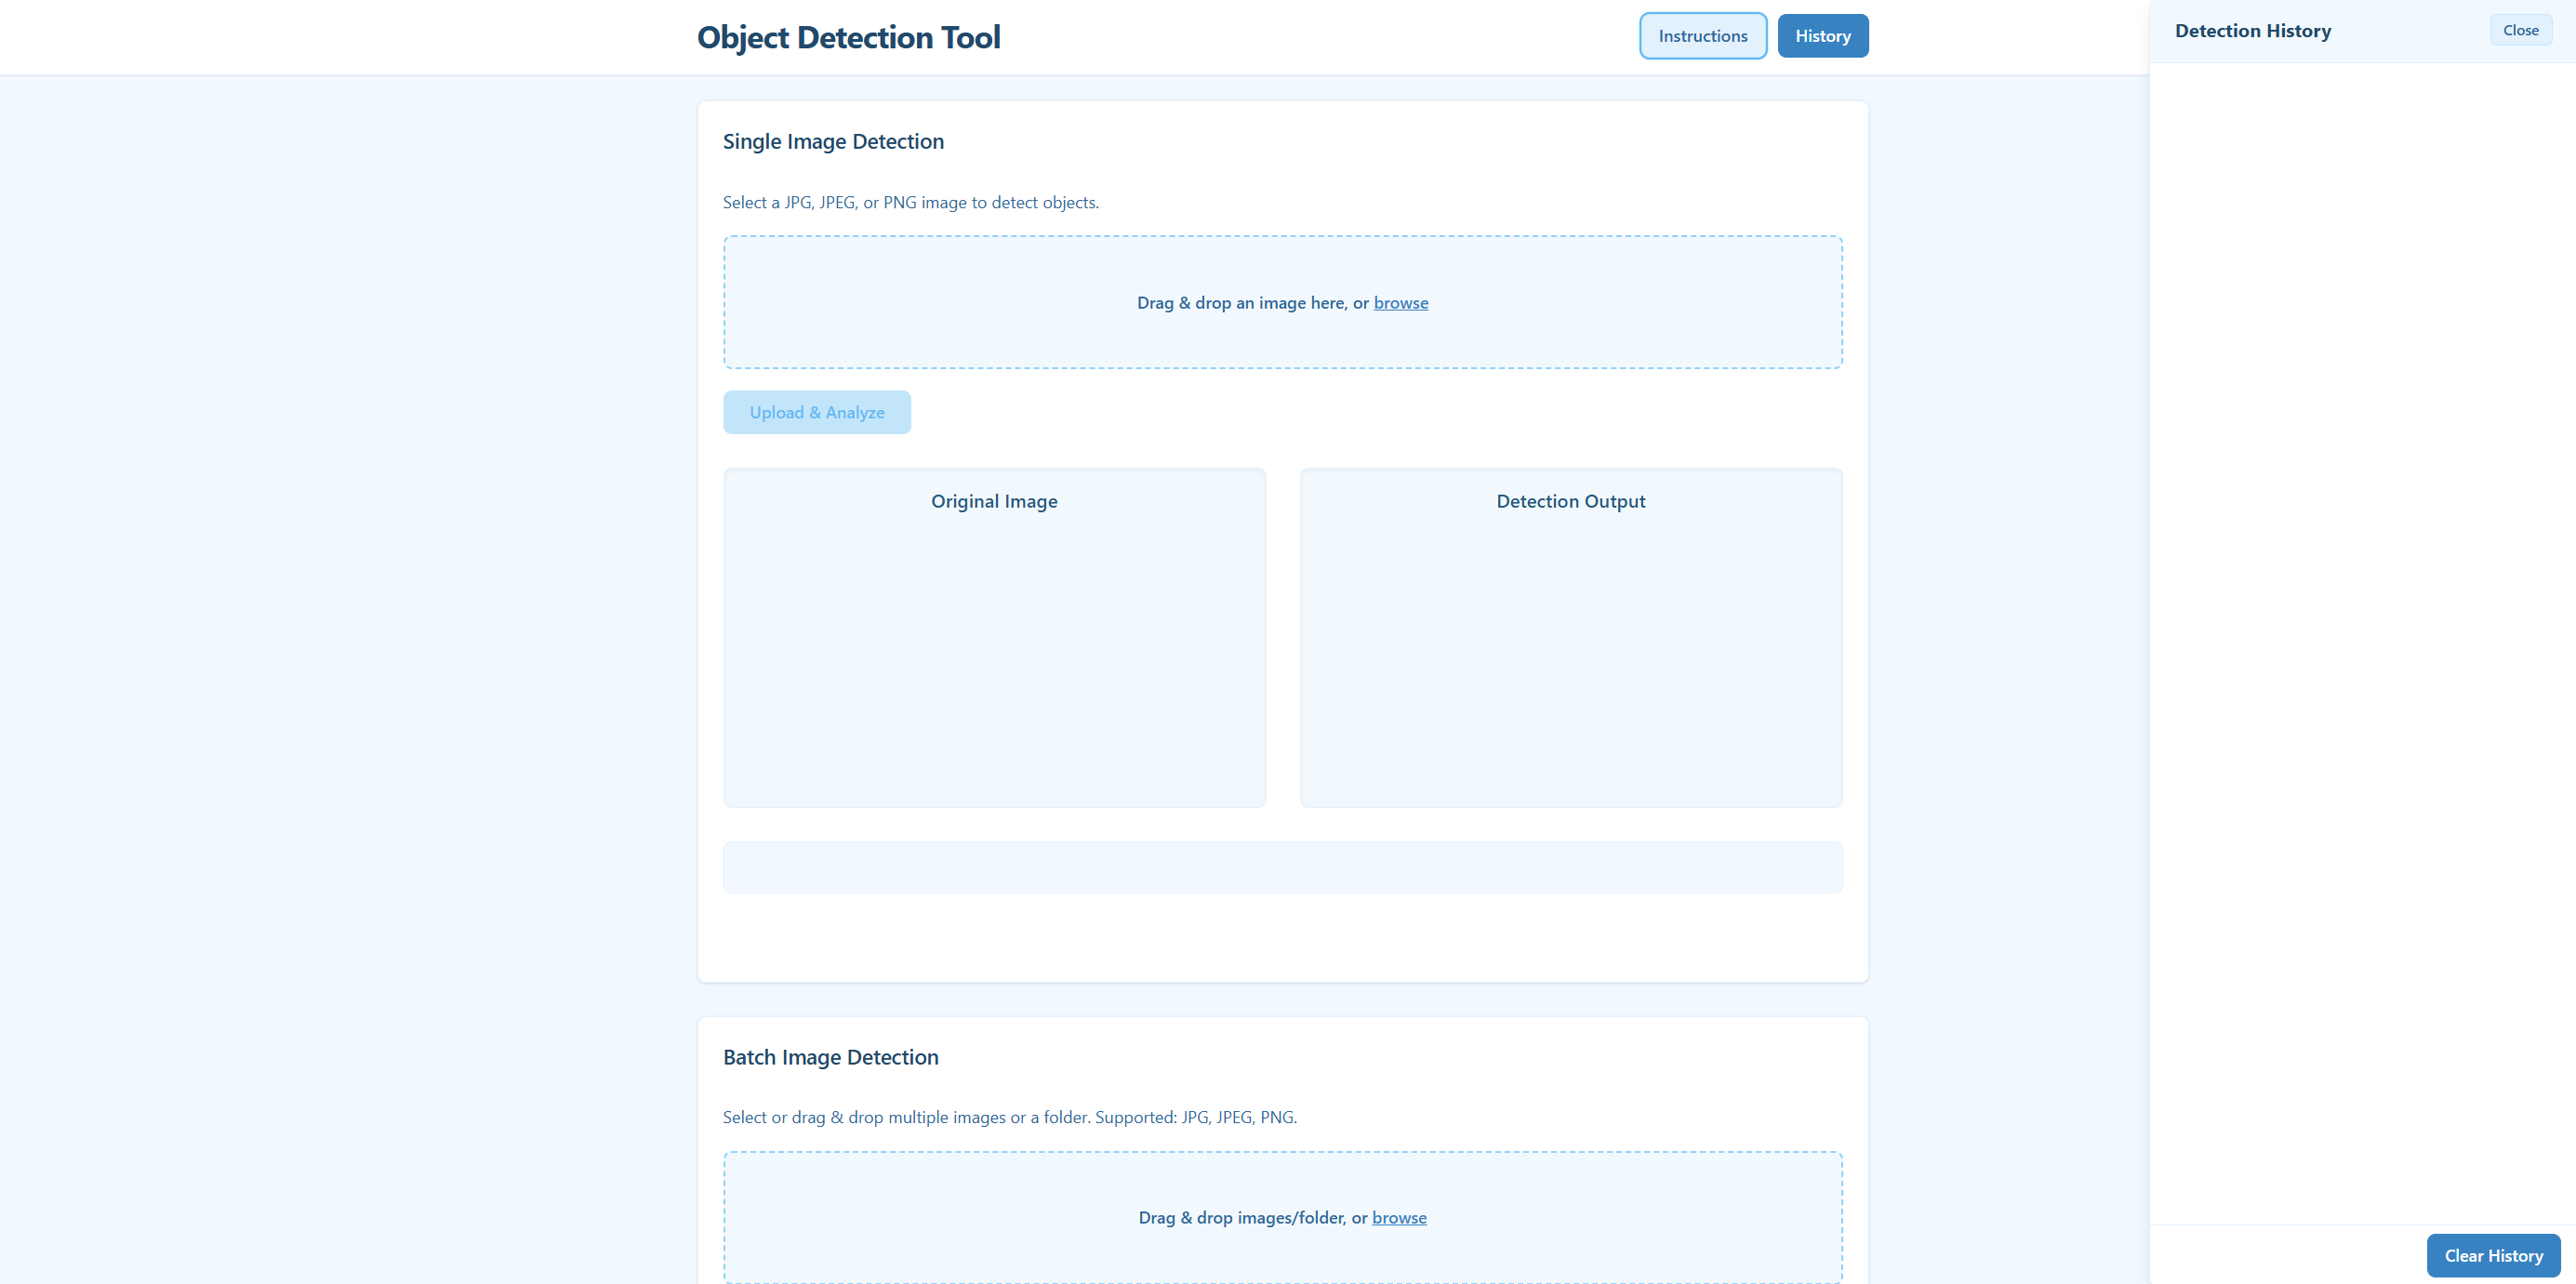 Object Detection Tool
Instructions
History
Detection History
Close
Single Image Detection
Select a JPG, JPEG, or PNG image to detect objects.
Drag & drop an image here, or browse
Upload & Analyze
Original Image
Detection Output
Batch Image Detection
Select or drag & drop multiple images or a folder. Supported: JPG, JPEG, PNG.
Drag & drop images/folder, or browse
Clear History